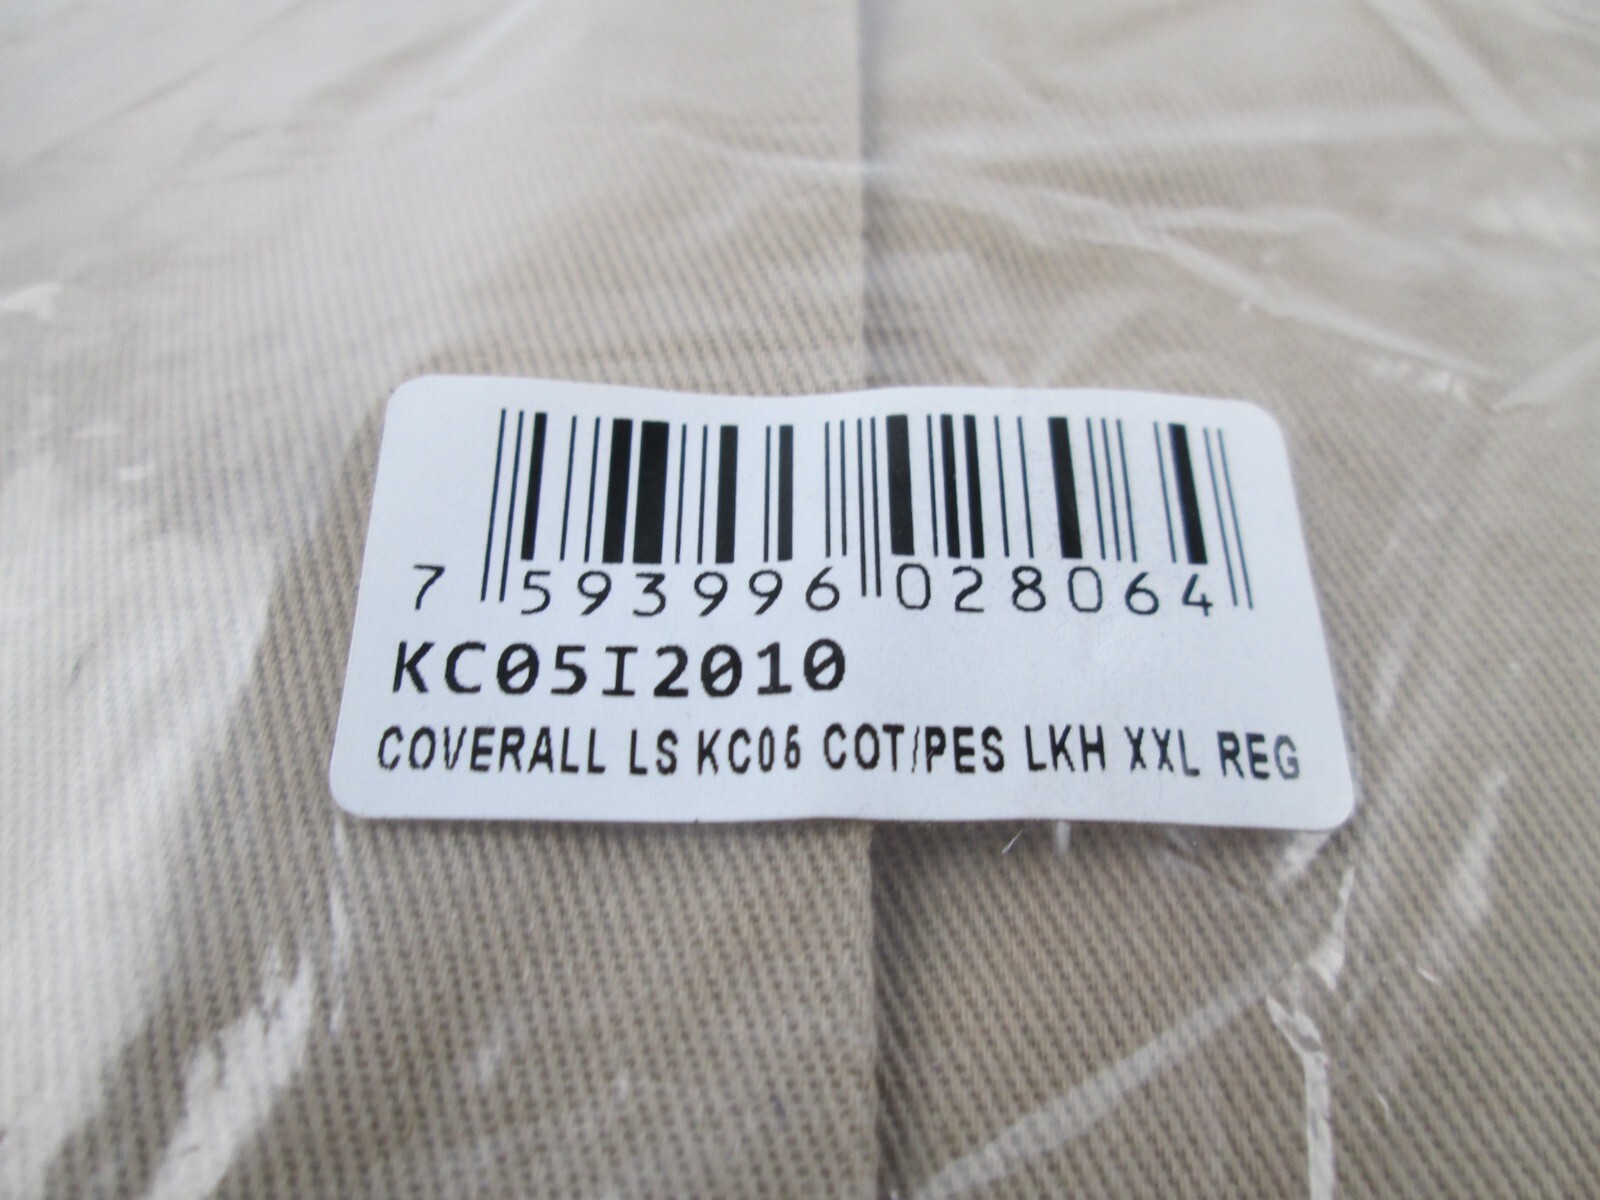 7 593996 028064
KC05I2010
COVERALL LS KC05 COT/PES LKH XXL REG